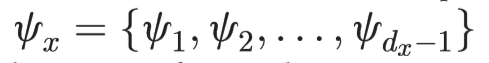 ψ_x = {ψ_1, ψ_2, . . . , ψ_{d_x−1}}